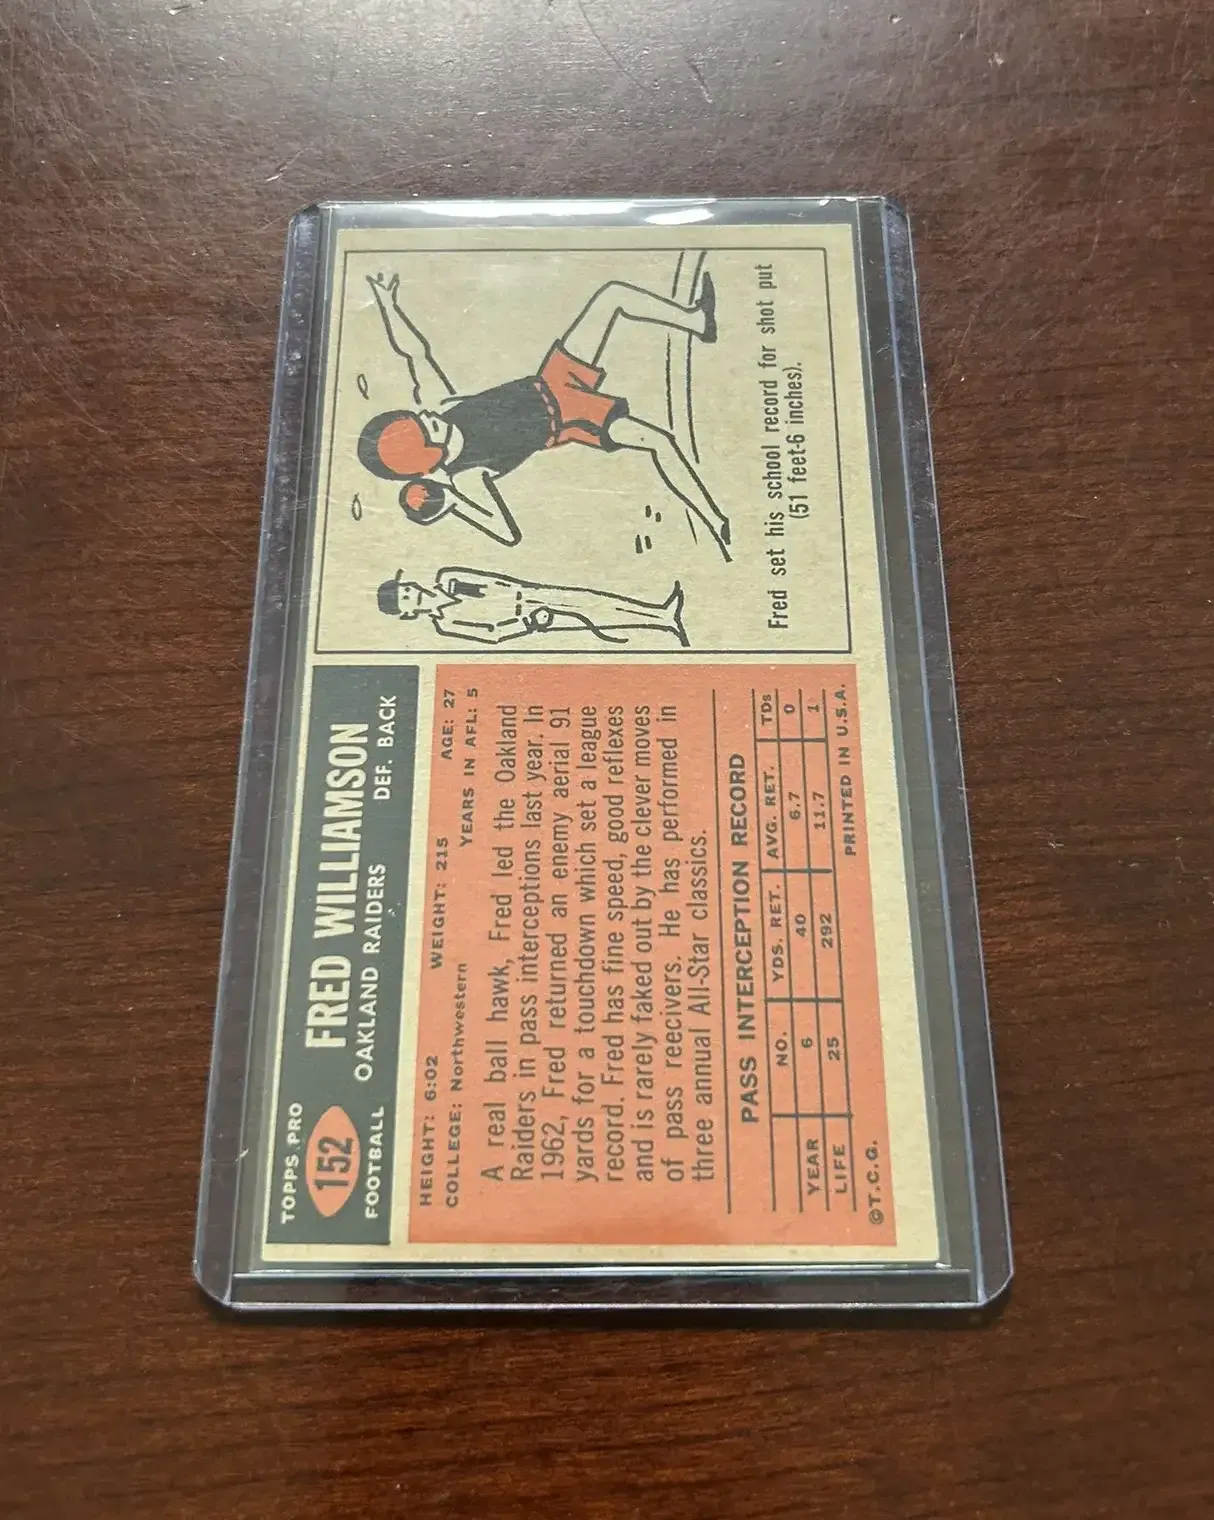 TOPPS PRO
152
FOOTBALL
FRED WILLIAMSON
OAKLAND RAIDERS DEF. BACK
HEIGHT: 6:02 WEIGHT: 215 AGE: 27
COLLEGE: Northwestern YEARS IN AFL: 5
A real ball hawk, Fred led the Oakland
Raiders in pass interceptions last year. In
1962, Fred returned an enemy aerial 91
yards for a touchdown which set a league
record. Fred has fine speed, good reflexes
and is rarely faked out by the clever moves
of pass reecivers. He has performed in
three annual All-Star classics.
PASS INTERCEPTION RECORD
NO. YDS. RET. AVG. RET. TDs
YEAR 6 40 6.7 0
LIFE 25 292 11.7 1
©T.C.G. PRINTED IN U.S.A.
Fred set his school record for shot put
(51 feet-6 inches).